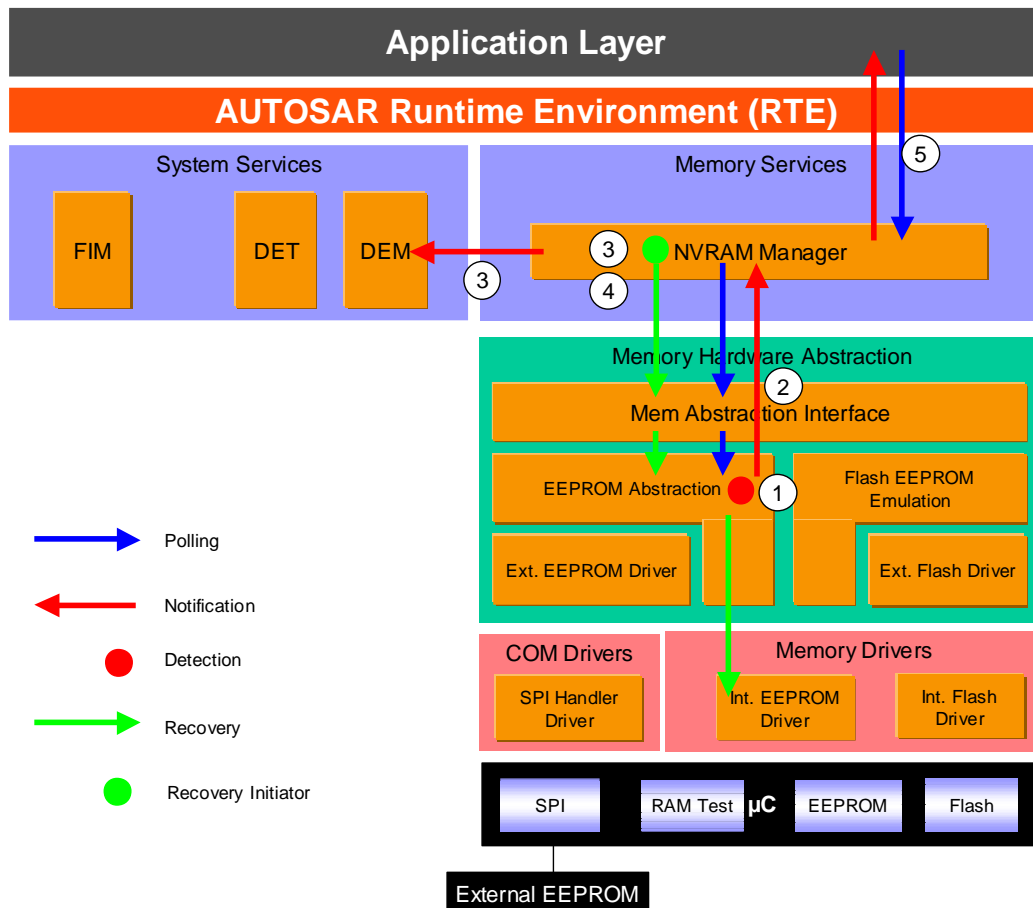 Application Layer
AUTOSAR Runtime Environment (RTE)
System Services
Memory Services
5
FIM
DET
DEM
3
3
4
NVRAM Manager
Memory Hardware Abstraction
2
Mem Abstraction Interface
EEPROM Abstraction
1
Flash EEPROM
Emulation
Ext. EEPROM Driver
Ext. Flash Driver
Polling
Notification
Detection
Recovery
Recovery Initiator
COM Drivers
Memory Drivers
SPI Handler
Driver
Int. EEPROM
Driver
Int. Flash
Driver
SPI
RAM Test
µC
EEPROM
Flash
External EEPROM